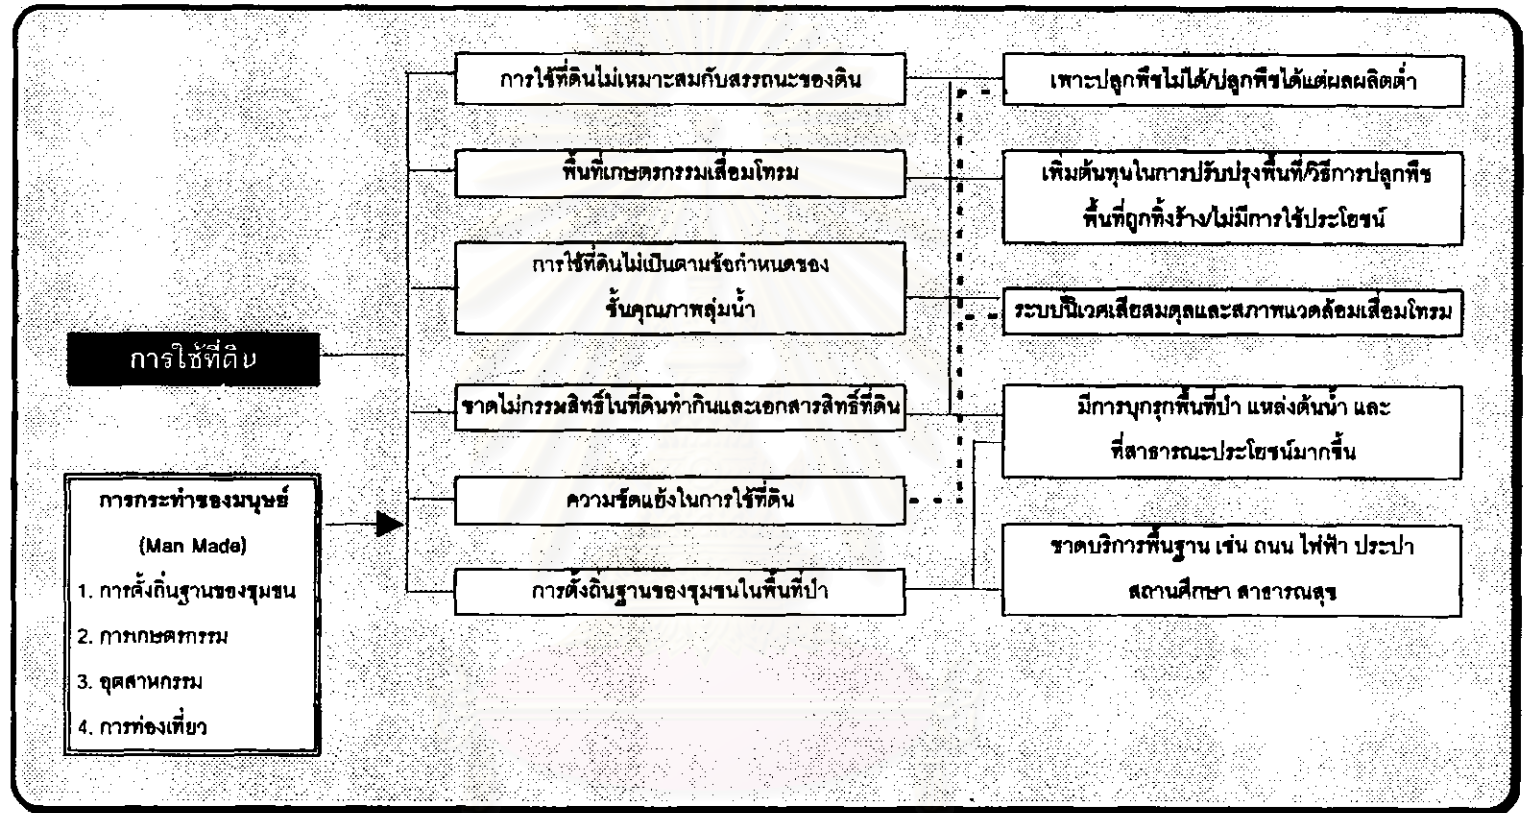 การใช้ที่ดิน
การกระทำของมนุษย์
(Man Made)
1. การตั้งถิ่นฐานของชุมชน
2. การเกษตรกรรม
3. อุตสาหกรรม
4. การท่องเที่ยว
การใช้ที่ดินไม่เหมาะสมกับสรรถนะของดิน
พื้นที่เกษตรกรรมเสื่อมโทรม
การใช้ที่ดินไม่เป็นตามข้อกำหนดของ
ชั้นคุณภาพลุ่มน้ำ
ขาดไม่กรรมสิทธิ์ในที่ดินทำกินและเอกสารสิทธิ์ที่ดิน
ความขัดแย้งในการใช้ที่ดิน
การตั้งถิ่นฐานของชุมชนในพื้นที่ป่า
เพาะปลูกพืชไม่ได้/ปลูกพืชได้แต่ผลผลิตต่ำ
เพิ่มต้นทุนในการปรับปรุงพื้นที่/วิธีการปลูกพืช
พื้นที่ถูกทิ้งร้าง/ไม่มีการใช้ประโยชน์
ระบบนิเวศเสียสมดุลและสภาพแวดล้อมเสื่อมโทรม
มีการบุกรุกพื้นที่ป่า แหล่งต้นน้ำ และ
ที่สาธารณะประโยชน์มากขึ้น
ขาดบริการพื้นฐาน เช่น ถนน ไฟฟ้า ประปา
สถานศึกษา สาธารณสุข